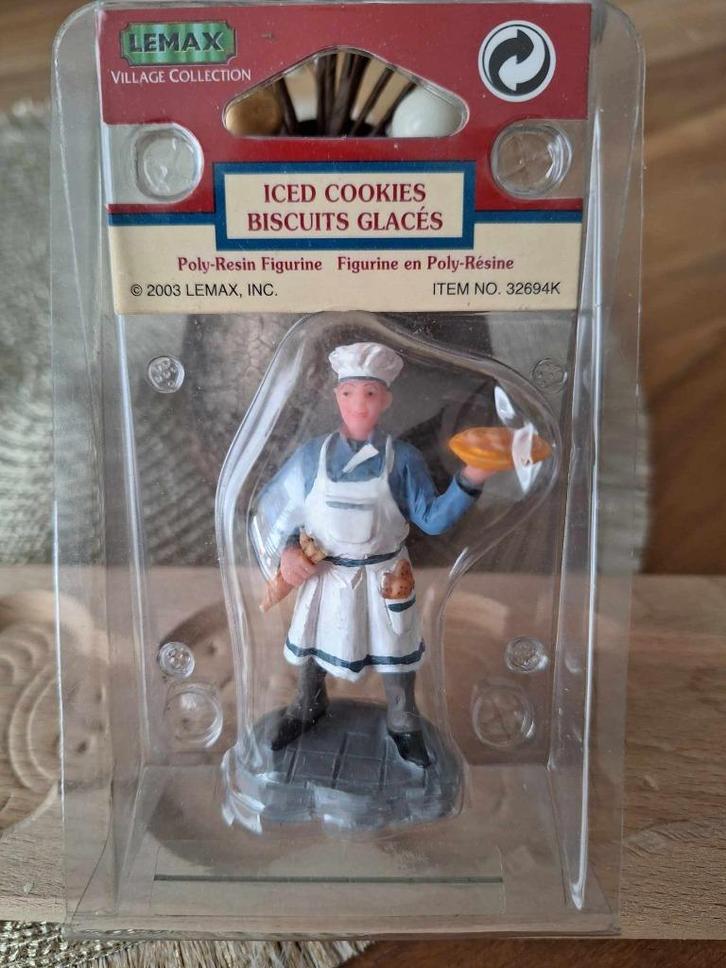 LEMAX
VILLAGE COLLECTION
ICED COOKIES
BISCUITS GLACÉS
Poly-Resin Figurine Figurine en Poly-Résine
© 2003 LEMAX, INC. ITEM NO. 32694K